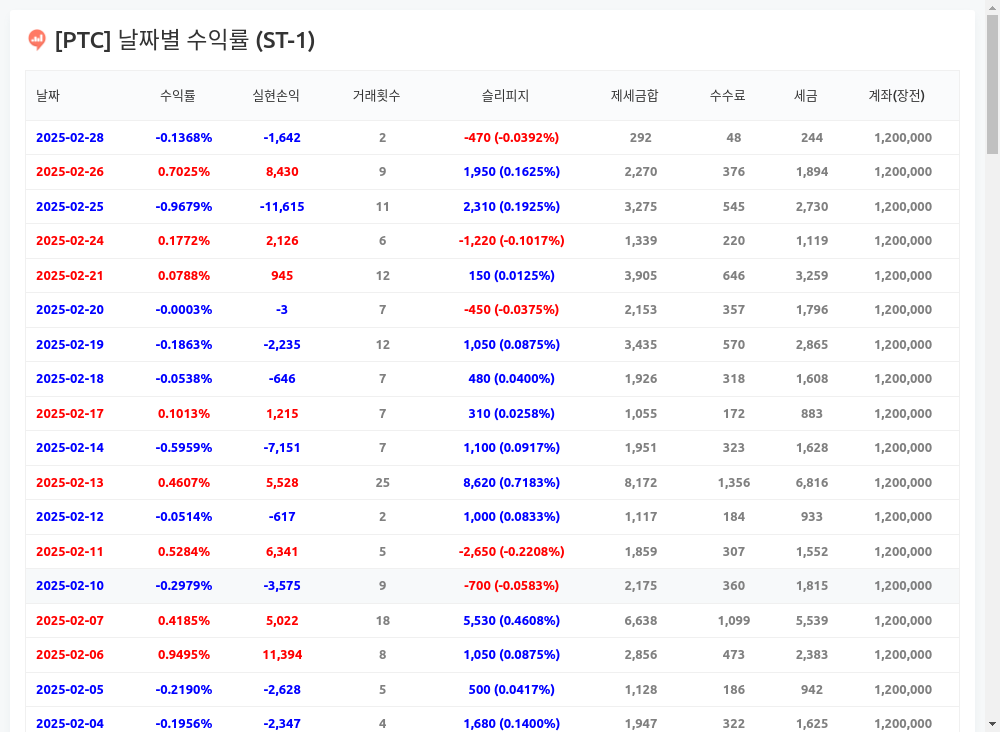 [PTC] 날짜별 수익률 (ST-1)
날짜 수익률 실현손익 거래횟수 슬리피지 제세금합 수수료 세금 계좌(장전)
2025-02-28 -0.1368% -1,642 2 -470 (-0.0392%) 292 48 244 1,200,000
2025-02-26 0.7025% 8,430 9 1,950 (0.1625%) 2,270 376 1,894 1,200,000
2025-02-25 -0.9679% -11,615 11 2,310 (0.1925%) 3,275 545 2,730 1,200,000
2025-02-24 0.1772% 2,126 6 -1,220 (-0.1017%) 1,339 220 1,119 1,200,000
2025-02-21 0.0788% 945 12 150 (0.0125%) 3,905 646 3,259 1,200,000
2025-02-20 -0.0003% -3 7 -450 (-0.0375%) 2,153 357 1,796 1,200,000
2025-02-19 -0.1863% -2,235 12 1,050 (0.0875%) 3,435 570 2,865 1,200,000
2025-02-18 -0.0538% -646 7 480 (0.0400%) 1,926 318 1,608 1,200,000
2025-02-17 0.1013% 1,215 7 310 (0.0258%) 1,055 172 883 1,200,000
2025-02-14 -0.5959% -7,151 7 1,100 (0.0917%) 1,951 323 1,628 1,200,000
2025-02-13 0.4607% 5,528 25 8,620 (0.7183%) 8,172 1,356 6,816 1,200,000
2025-02-12 -0.0514% -617 2 1,000 (0.0833%) 1,117 184 933 1,200,000
2025-02-11 0.5284% 6,341 5 -2,650 (-0.2208%) 1,859 307 1,552 1,200,000
2025-02-10 -0.2979% -3,575 9 -700 (-0.0583%) 2,175 360 1,815 1,200,000
2025-02-07 0.4185% 5,022 18 5,530 (0.4608%) 6,638 1,099 5,539 1,200,000
2025-02-06 0.9495% 11,394 8 1,050 (0.0875%) 2,856 473 2,383 1,200,000
2025-02-05 -0.2190% -2,628 5 500 (0.0417%) 1,128 186 942 1,200,000
2025-02-04 -0.1956% -2,347 4 1,680 (0.1400%) 1,947 322 1,625 1,200,000